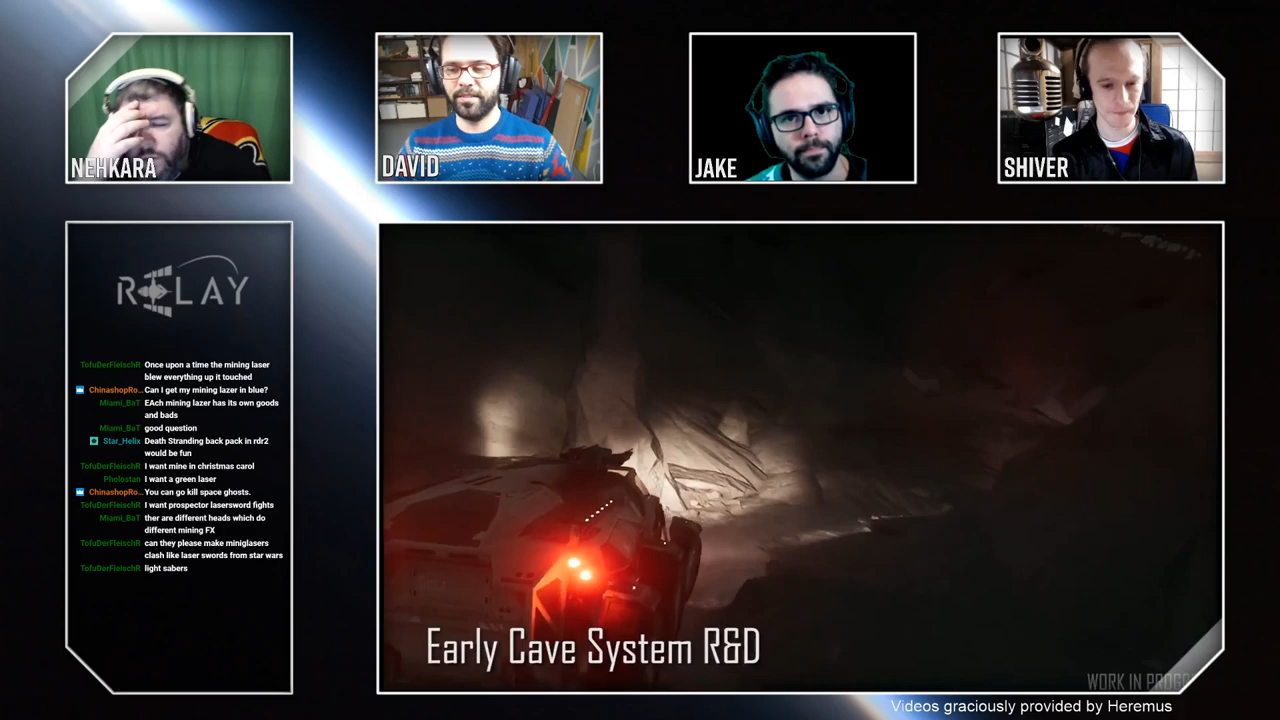 NEHKARA
DAVID
JAKE
SHIVER
RELAY
TofuDerFleischR Once upon a time the mining laser
blew everything up it touched
ChinashopRo... Can I get my mining lazer in blue?
Miami_BaT EAch mining lazer has its own goods
and bads
Miami_BaT good question
Star_Helix Death Stranding back pack in rdr2
would be fun
TofuDerFleischR I want mine in christmas carol
Pholostan I want a green laser
ChinashopRo... You can go kill space ghosts.
TofuDerFleischR I want prospector lasersword fights
Miami_BaT ther are different heads which do
different mining FX
TofuDerFleischR can they please make miniglasers
clash like laser swords from star wars
TofuDerFleischR light sabers
Early Cave System R&D
WORK IN PROGR
Videos graciously provided by Heremus